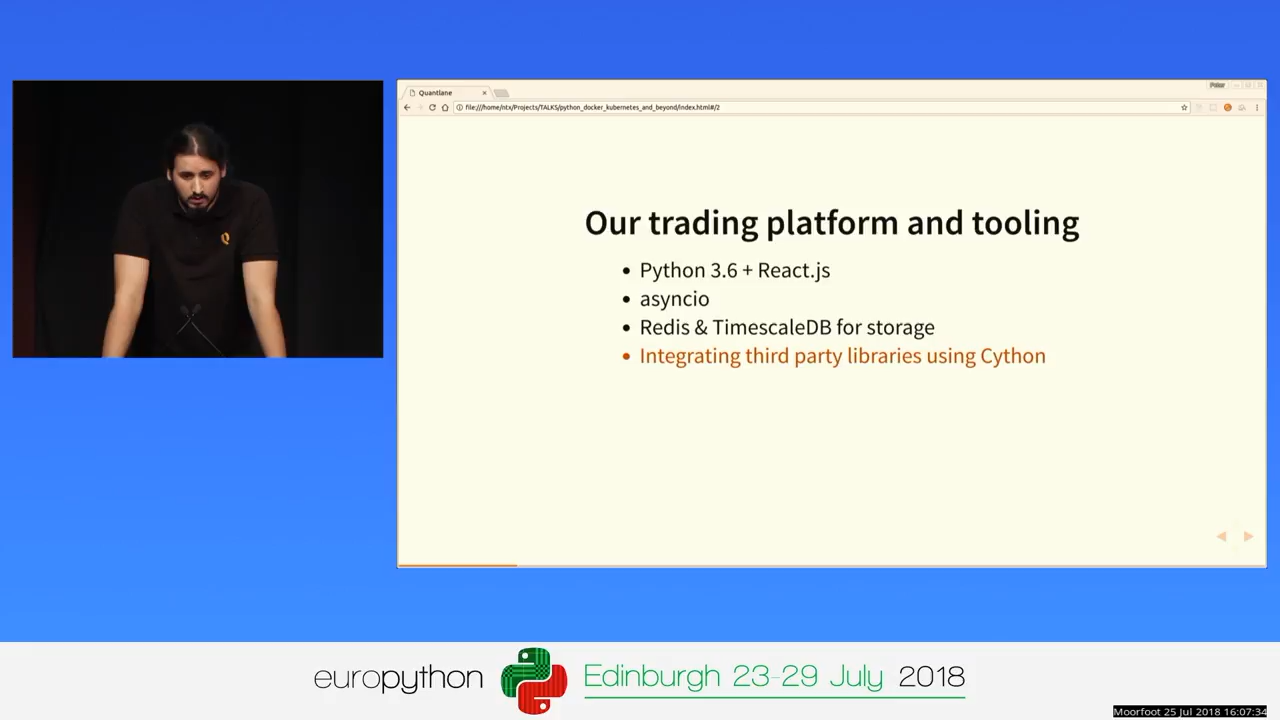 Quantlane
Peter
file:///home/ntx/Projects/TALKS/python_docker_kubernetes_and_beyond/index.html#/2
Our trading platform and tooling
• Python 3.6 + React.js
• asyncio
• Redis & TimescaleDB for storage
• Integrating third party libraries using Cython
europython
Edinburgh 23-29 July 2018
Moorfoot 25 Jul 2018 16:07:34